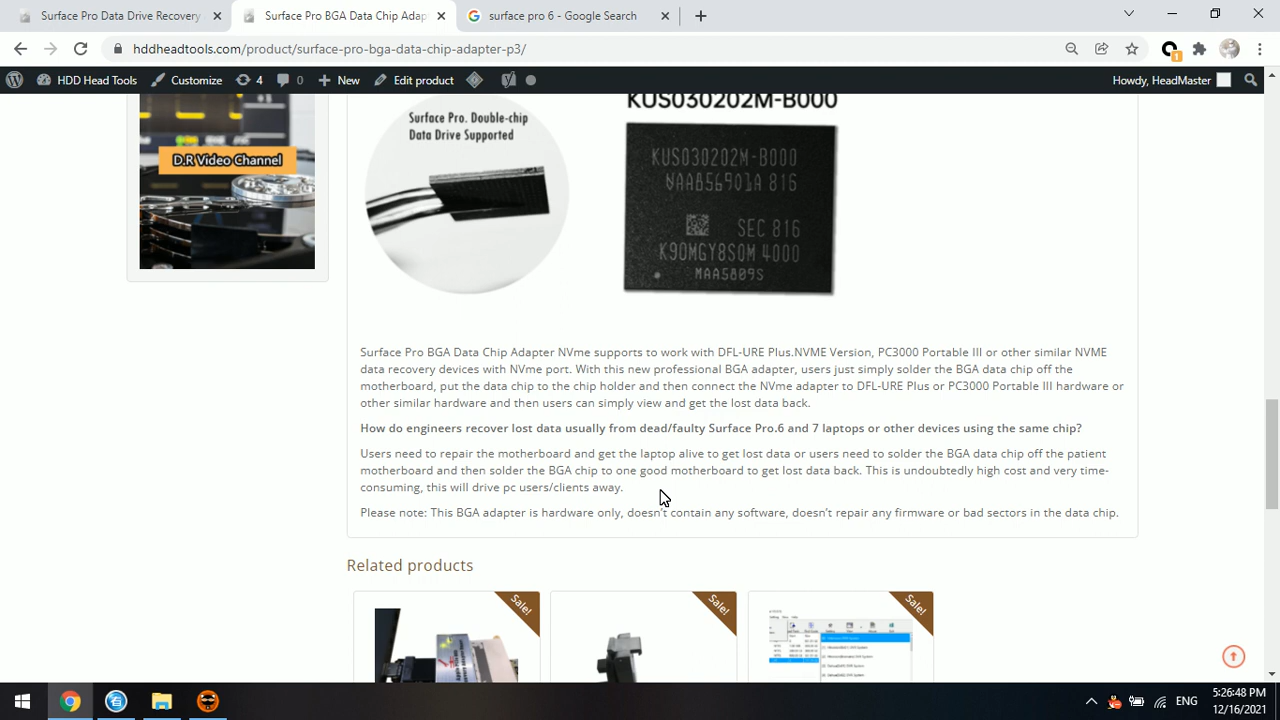 Surface Pro Data Drive Recovery
Surface Pro BGA Data Chip Adap
surface pro 6 - Google Search
hddheadtools.com/product/surface-pro-bga-data-chip-adapter-p3/
1
HDD Head Tools
Customize
4
0
New
Edit product
Howdy, HeadMaster
D.R Video Channel
Surface Pro. Double-chip
Data Drive Supported
KUS030202M-B000
KUS030202M-B000
SEC 816
K90MGY8S0M 4000
MAA5809S
Surface Pro BGA Data Chip Adapter NVme supports to work with DFL-URE Plus.NVME Version, PC3000 Portable III or other similar NVME
data recovery devices with NVme port. With this new professional BGA adapter, users just simply solder the BGA data chip off the
motherboard, put the data chip to the chip holder and then connect the NVme adapter to DFL-URE Plus or PC3000 Portable III hardware or
other similar hardware and then users can simply view and get the lost data back.
How do engineers recover lost data usually from dead/faulty Surface Pro.6 and 7 laptops or other devices using the same chip?
Users need to repair the motherboard and get the laptop alive to get lost data or users need to solder the BGA data chip off the patient
motherboard and then solder the BGA chip to one good motherboard to get lost data back. This is undoubtedly high cost and very time-
consuming, this will drive pc users/clients away.
Please note: This BGA adapter is hardware only, doesn't contain any software, doesn't repair any firmware or bad sectors in the data chip.
Related products
Sale!
Sale!
Sale!
ENG
5:26:48 PM
12/16/2021